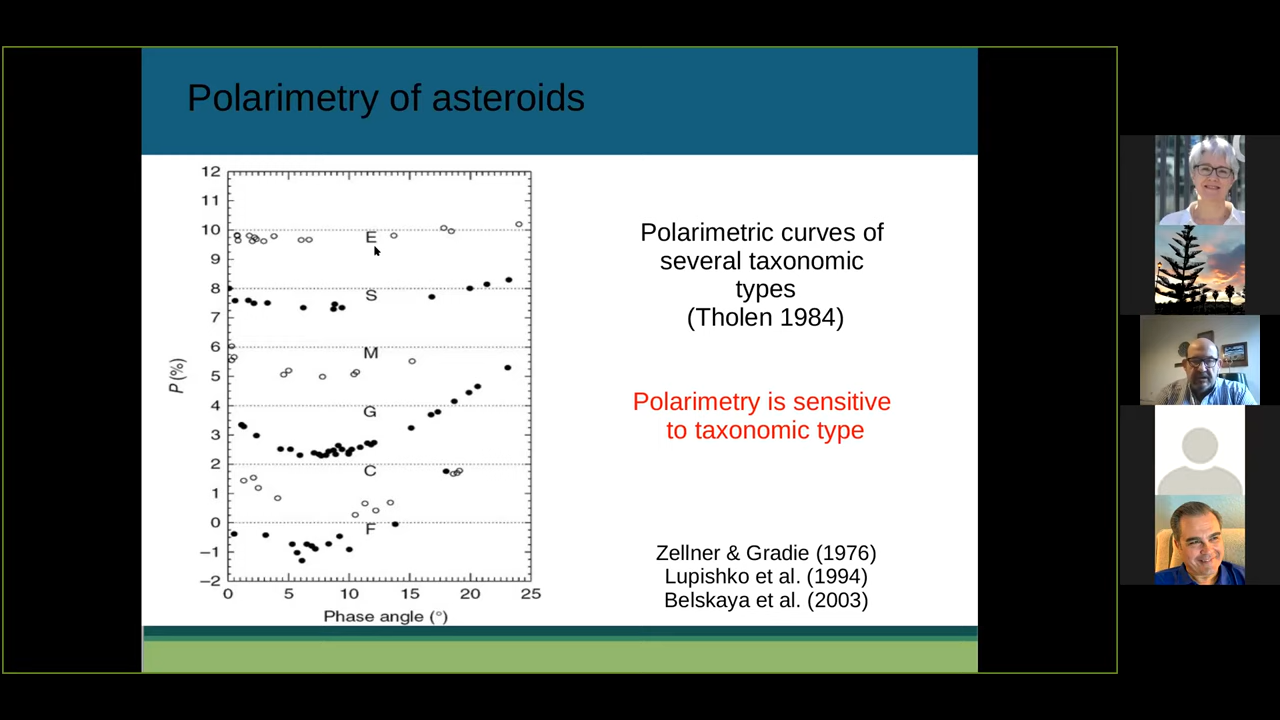 Polarimetry of asteroids
12
11
10
9
8
7
6
5
4
3
2
1
0
−1
−2
P (%)
E
S
M
G
C
F
0 5 10 15 20 25
Phase angle (°)
Polarimetric curves of
several taxonomic
types
(Tholen 1984)
Polarimetry is sensitive
to taxonomic type
Zellner & Gradie (1976)
Lupishko et al. (1994)
Belskaya et al. (2003)